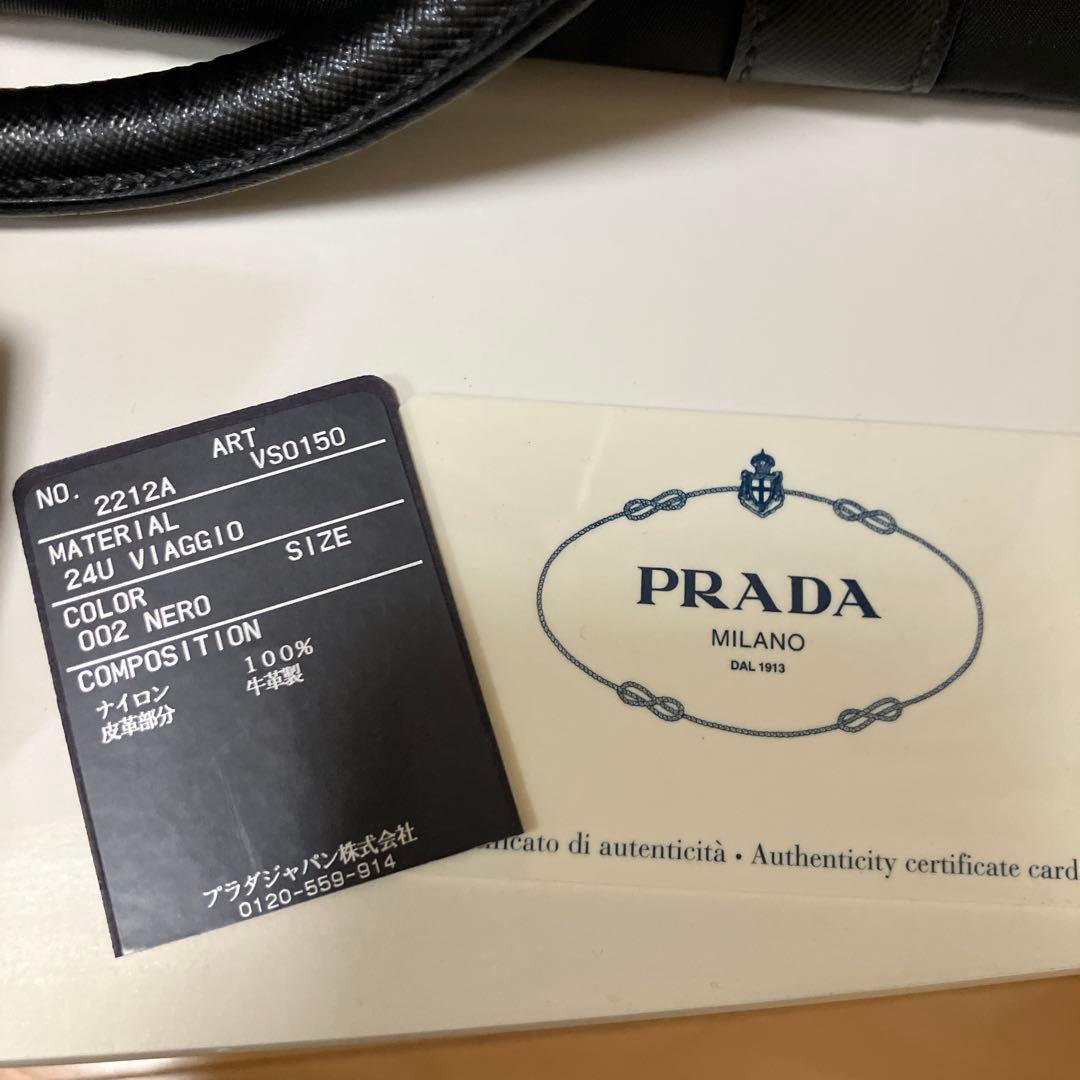 ART
VS0150
NO.
2212A
MATERIAL
24U VIAGGIO
SIZE
COLOR
002 NERO
COMPOSITION
ナイロン 100%
皮革部分 牛革製
プラダジャパン株式会社
0120-559-914
PRADA
MILANO
DAL 1913
di autenticità • Authenticity certificate card